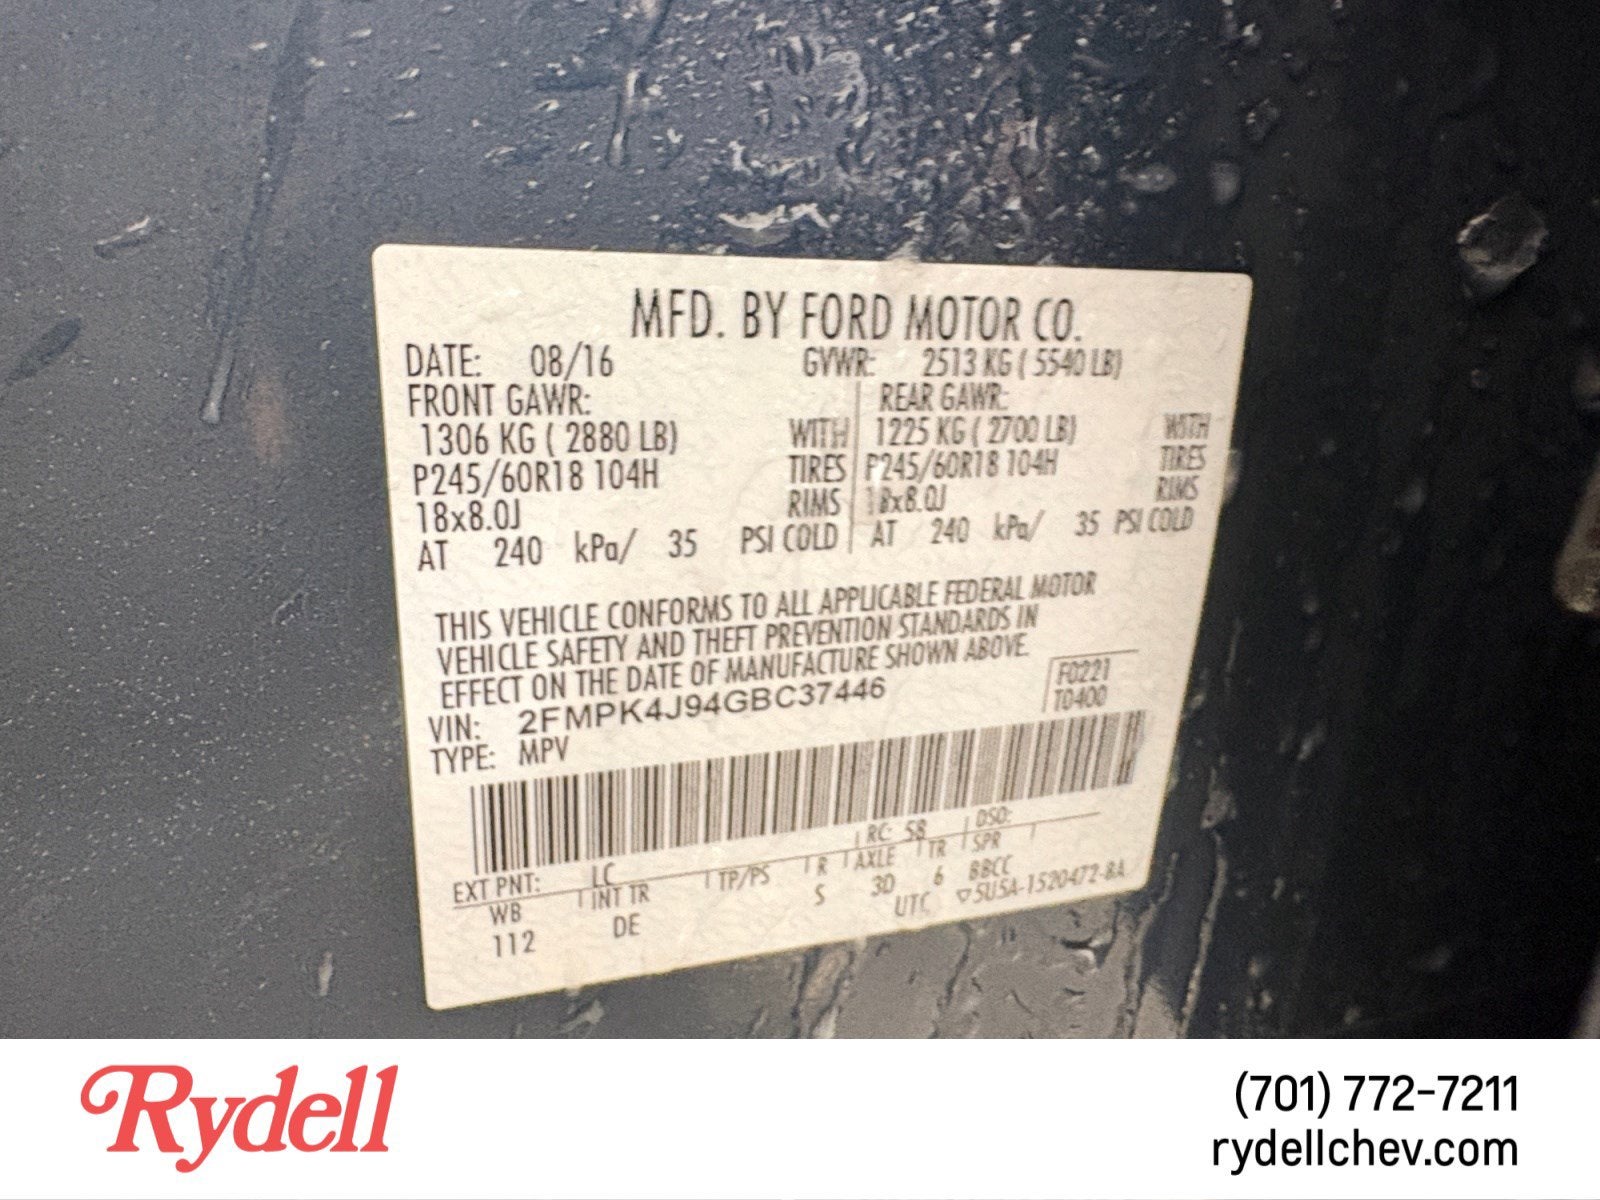 MFD. BY FORD MOTOR CO.
DATE: 08/16 GVWR: 2513 KG ( 5540 LB)
FRONT GAWR: REAR GAWR:
1306 KG ( 2880 LB) WITH 1225 KG ( 2700 LB) WITH
P245/60R18 104H TIRES P245/60R18 104H TIRES
18x8.0J RIMS 18x8.0J RIMS
AT 240 kPa/ 35 PSI COLD AT 240 kPa/ 35 PSI COLD
THIS VEHICLE CONFORMS TO ALL APPLICABLE FEDERAL MOTOR
VEHICLE SAFETY AND THEFT PREVENTION STANDARDS IN
EFFECT ON THE DATE OF MANUFACTURE SHOWN ABOVE.
VIN: 2FMPK4J94GBC37446 F0221
TYPE: MPV T0400
EXT PNT: LC RC: 58 DSO:
WB INT TR TP/PS R AXLE TR SPR
112 DE S 3D 6 BBCC
UTC ▽5U5A-1520472-BA
Rydell
(701) 772-7211
rydellchev.com